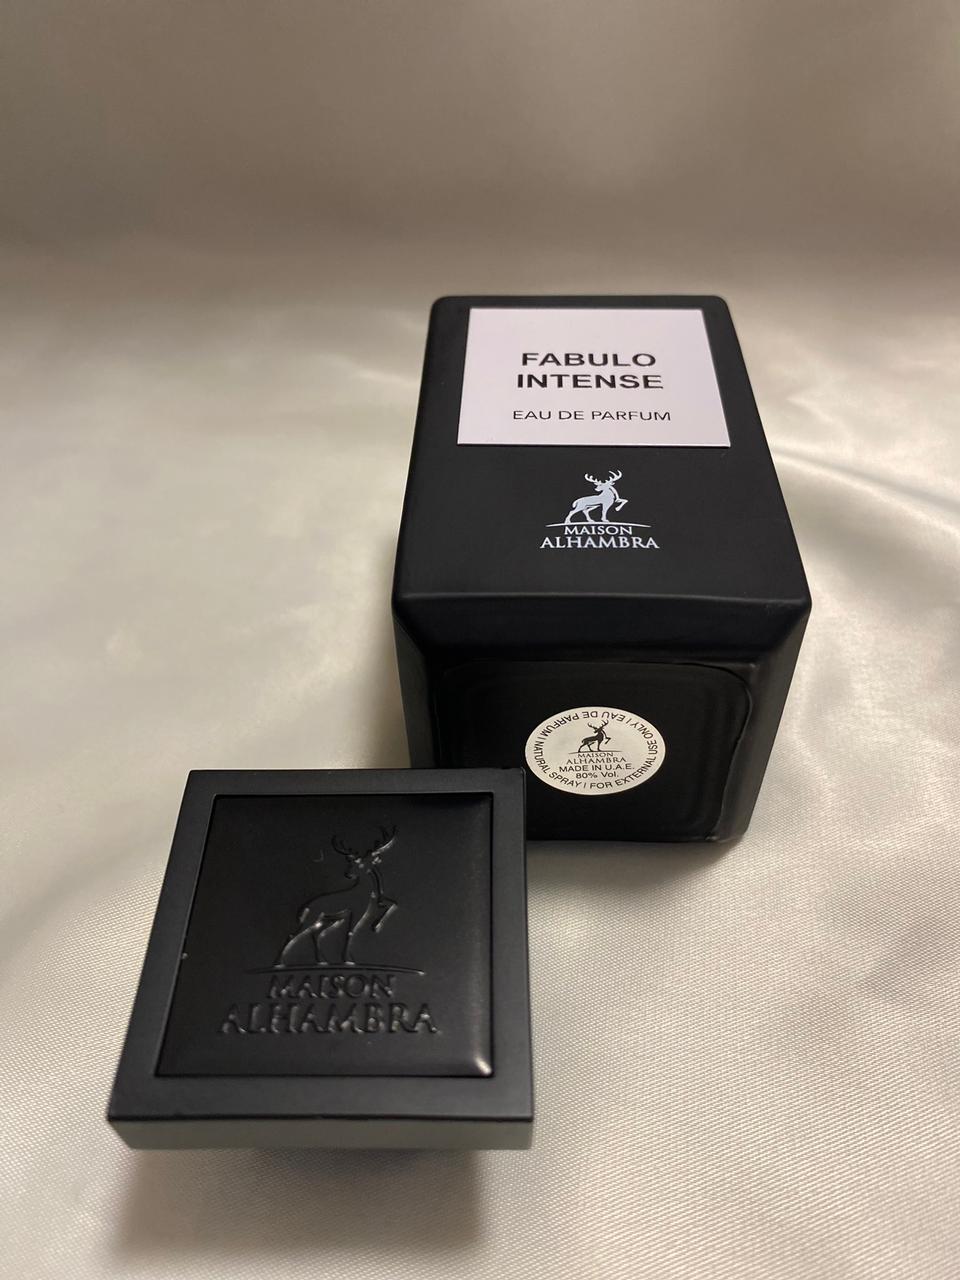 FABULO
INTENSE
EAU DE PARFUM
MAISON
ALHAMBRA
EAU DE PARFUM | NATURAL SPRAY | FOR EXTERNAL USE ONLY |
MAISON
ALHAMBRA
MADE IN U.A.E.
80% Vol.
MAISON
ALHAMBRA